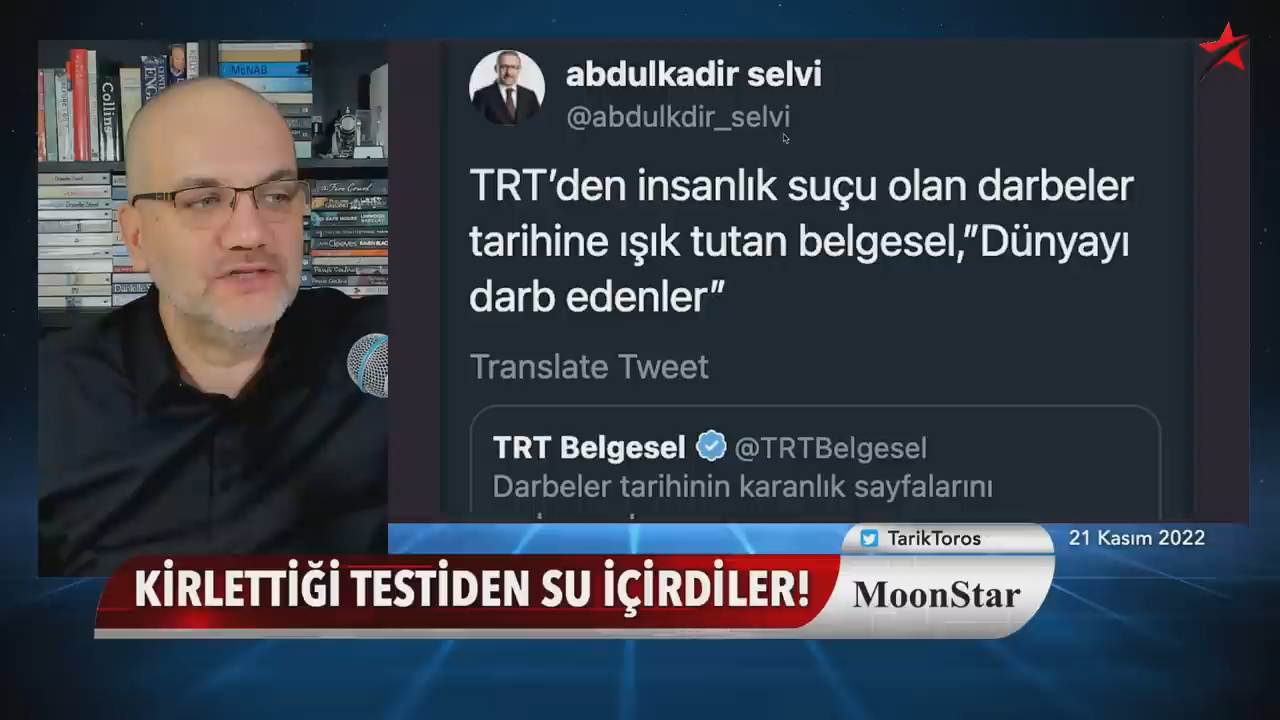 McNAB
Collins
abdulkadir selvi
@abdulkdir_selvi
TRT’den insanlık suçu olan darbeler
tarihine ışık tutan belgesel,”Dünyayı
darb edenler”
Translate Tweet
TRT Belgesel @TRTBelgesel
Darbeler tarihinin karanlık sayfalarını
TarikToros
21 Kasım 2022
KİRLETTİĞİ TESTİDEN SU İÇİRDİLER!
MoonStar